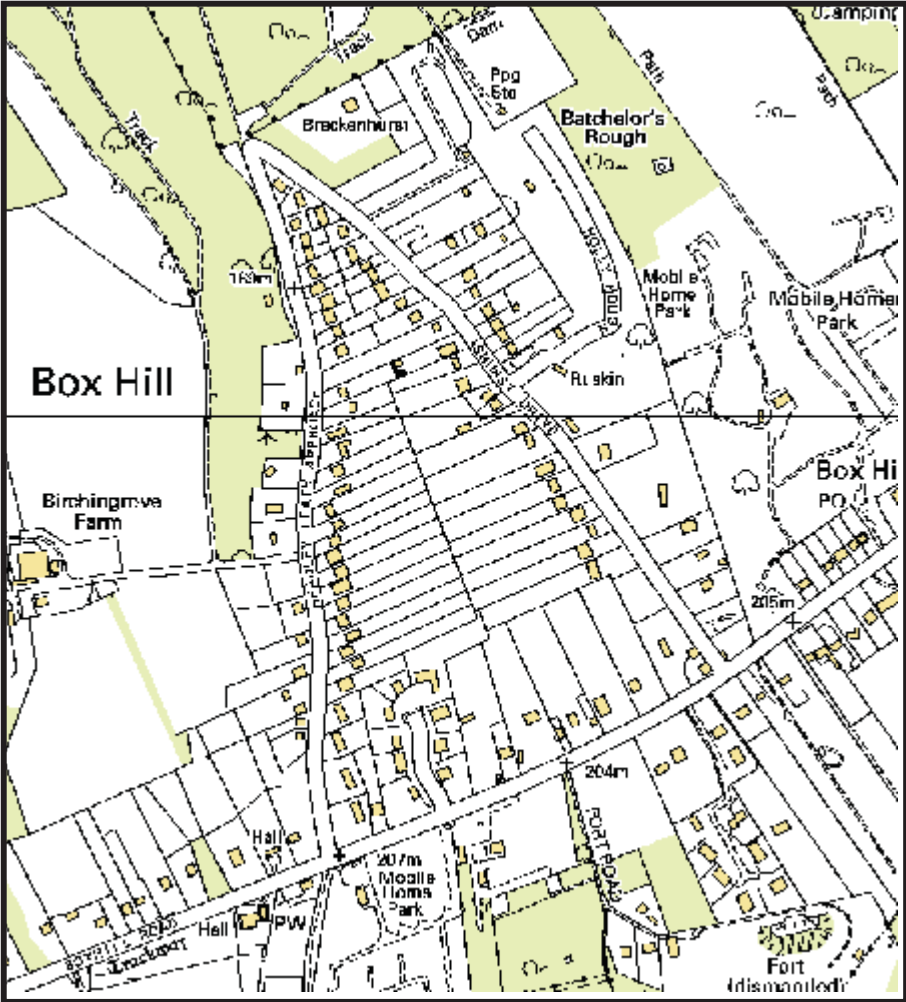 Camping
Track
Dam
Path
Ppg
Sta
Path
Brackenhurst
Batchelor's
Rough
Track
169m
Mobile
Home
Park
Mobile Home
Park
Box Hill
Ruskin
Birchingrove
Farm
Box Hi
PO
205m
204m
FORT ROAD
Hall
207m
Mobile
Home
Park
Hall
PW
Fort
(dismantled)